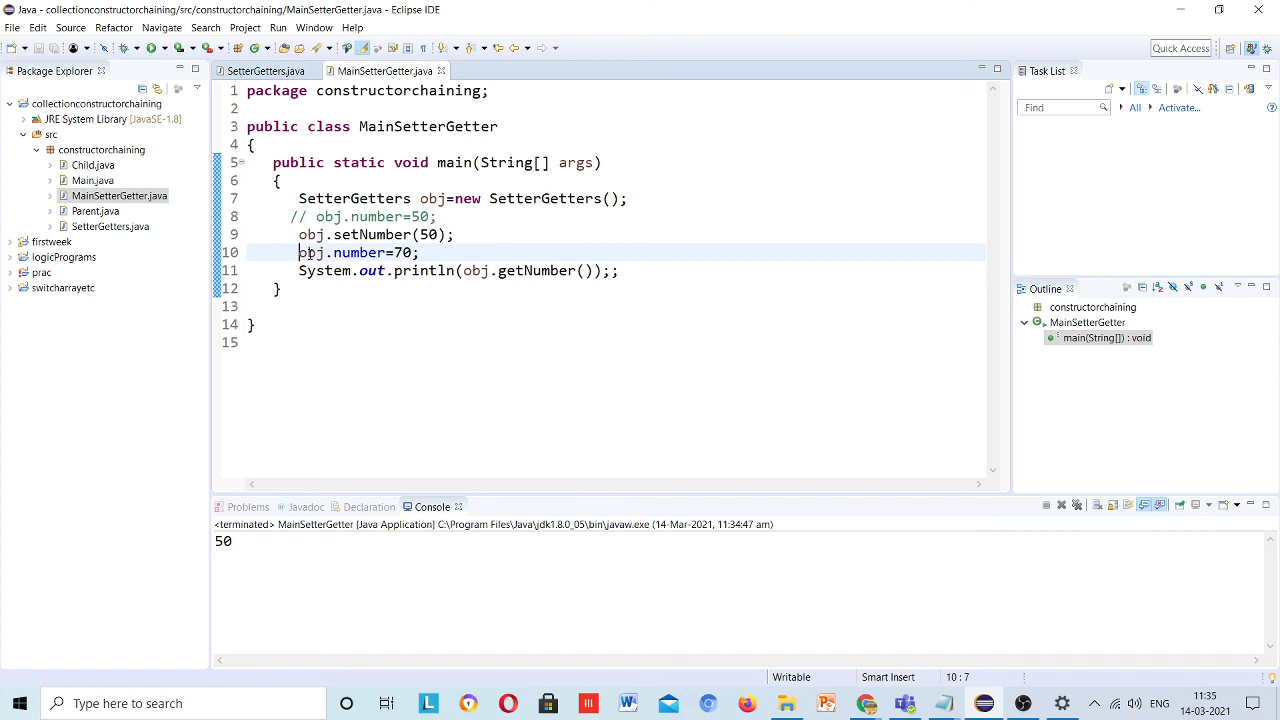 Java - collectionconstructorchaining/src/constructorchaining/MainSetterGetter.java - Eclipse IDE
File Edit Source Refactor Navigate Search Project Run Window Help
Quick Access
Package Explorer
SetterGetters.java
MainSetterGetter.java
Task List
collectionconstructorchaining
JRE System Library [JavaSE-1.8]
src
constructorchaining
Child.java
Main.java
MainSetterGetter.java
Parent.java
SetterGetters.java
firstweek
logicPrograms
prac
switcharrayetc
1 package constructorchaining;
2
3 public class MainSetterGetter
4 {
5 public static void main(String[] args)
6 {
7 SetterGetters obj=new SetterGetters();
8 // obj.number=50;
9 obj.setNumber(50);
10 obj.number=70;
11 System.out.println(obj.getNumber());;
12 }
13
14 }
15
Find All Activate...
Outline
constructorchaining
MainSetterGetter
main(String[]) : void
Problems Javadoc Declaration Console
<terminated> MainSetterGetter [Java Application] C:\Program Files\Java\jdk1.8.0_05\bin\javaw.exe (14-Mar-2021, 11:34:47 am)
50
Writable Smart Insert 10 : 7
Type here to search
ENG
11:35
14-03-2021